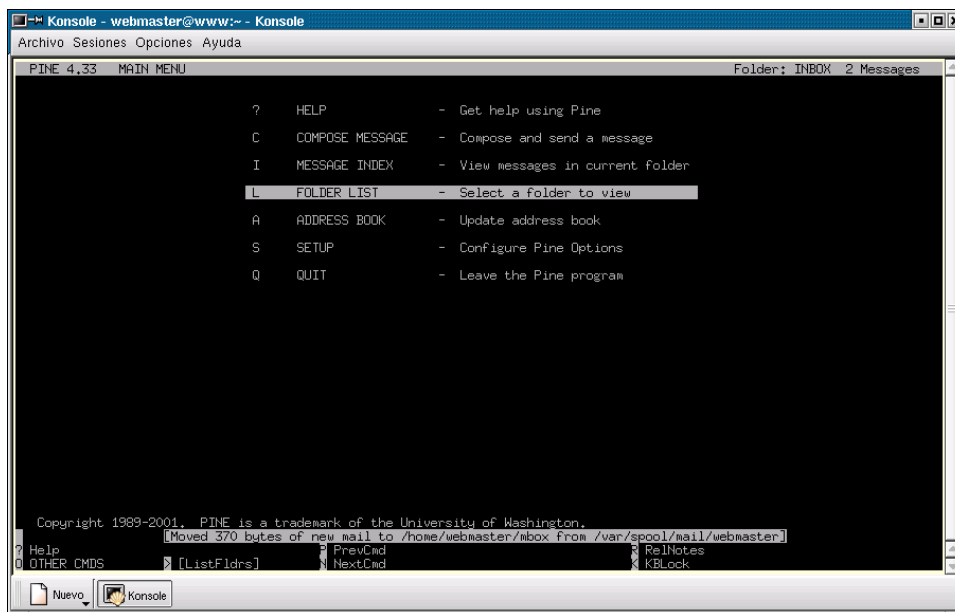 Konsole - webmaster@www:~ - Konsole
Archivo Sesiones Opciones Ayuda
PINE 4.33 MAIN MENU Folder: INBOX 2 Messages
? HELP - Get help using Pine
C COMPOSE MESSAGE - Compose and send a message
I MESSAGE INDEX - View messages in current folder
L FOLDER LIST - Select a folder to view
A ADDRESS BOOK - Update address book
S SETUP - Configure Pine Options
Q QUIT - Leave the Pine program
Copyright 1989-2001. PINE is a trademark of the University of Washington.
[Moved 370 bytes of new mail to /home/webmaster/mbox from /var/spool/mail/webmaster]
? Help P PrevCmd R RelNotes
O OTHER CMDS > [ListFldrs] N NextCmd K KBLock
Nuevo Konsole